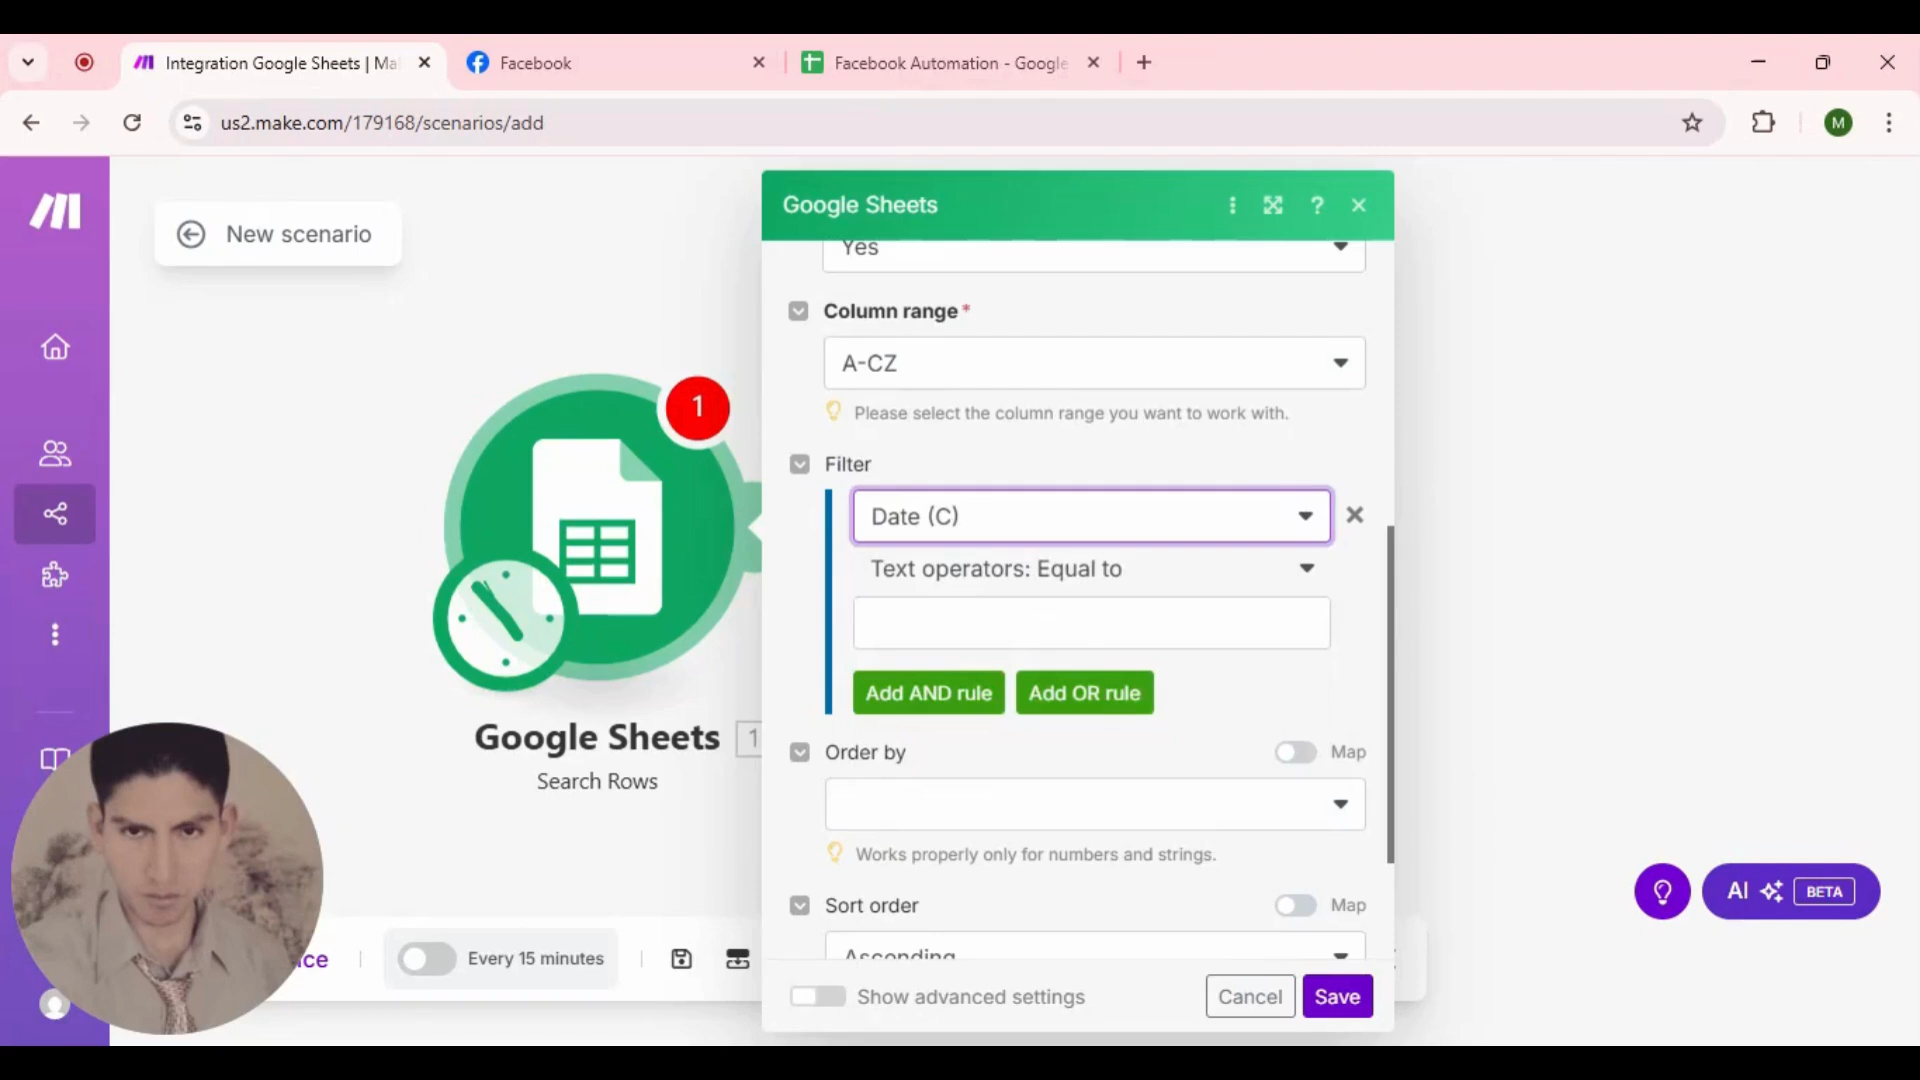 Integration Google Sheets | Ma
Facebook
Facebook Automation - Google
us2.make.com/179168/scenarios/add
M
New scenario
Google Sheets
?
Yes
Column range *
A-CZ
Please select the column range you want to work with.
Filter
Date (C)
Text operators: Equal to
Add AND rule
Add OR rule
1
Google Sheets
1
Search Rows
Order by
Map
Works properly only for numbers and strings.
Sort order
Map
Ascending
AI
BETA
ce
Every 15 minutes
Show advanced settings
Cancel
Save